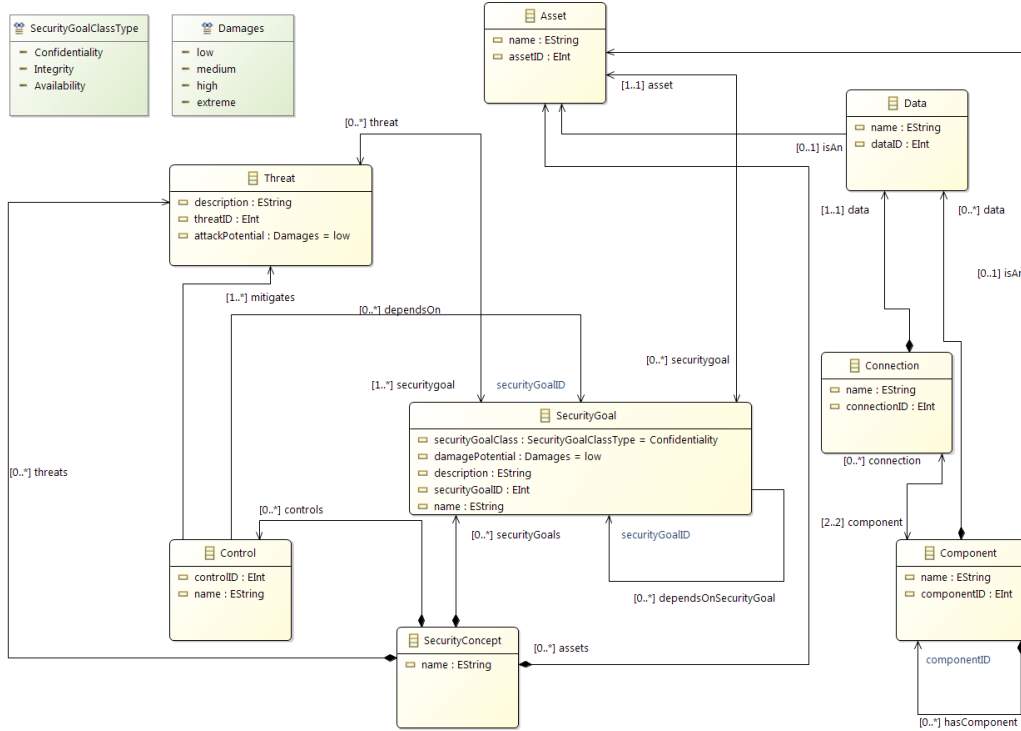 SecurityGoalClassType
Confidentiality
Integrity
Availability
Damages
low
medium
high
extreme
Asset
name : EString
assetID : EInt
[1..1] asset
Data
name : EString
dataID : EInt
[0..1] isAn
[0..*] threat
Threat
description : EString
threatID : EInt
attackPotential : Damages = low
[1..1] data
[0..*] data
[0..1] isAn
[1..*] mitigates
[0..*] dependsOn
[0..*] securitygoal
Connection
name : EString
connectionID : EInt
[1..*] securitygoal
securityGoalID
SecurityGoal
securityGoalClass : SecurityGoalClassType = Confidentiality
damagePotential : Damages = low
description : EString
securityGoalID : EInt
name : EString
[0..*] threats
[0..*] connection
[0..*] controls
[2..2] component
[0..*] securityGoals
securityGoalID
Control
controlID : EInt
name : EString
Component
name : EString
componentID : EInt
[0..*] dependsOnSecurityGoal
SecurityConcept
name : EString
[0..*] assets
componentID
[0..*] hasComponent